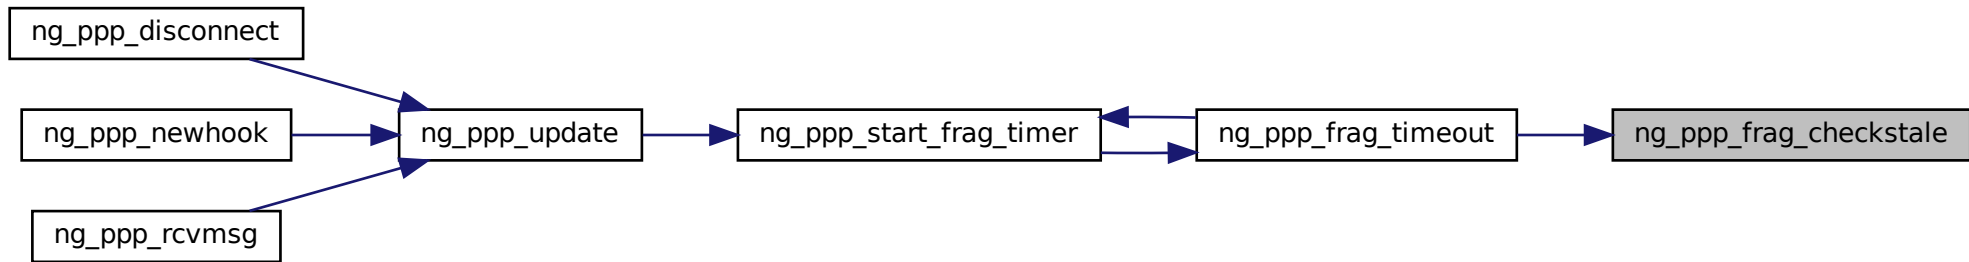 ng_ppp_disconnect
ng_ppp_newhook
ng_ppp_update
ng_ppp_start_frag_timer
ng_ppp_frag_timeout
ng_ppp_frag_checkstale
ng_ppp_rcvmsg